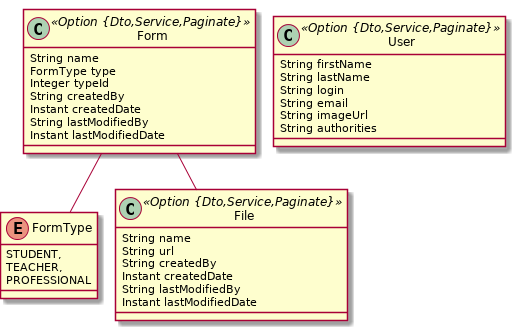 C «Option {Dto,Service,Paginate}»
Form
String name
FormType type
Integer typeId
String createdBy
Instant createdDate
String lastModifiedBy
Instant lastModifiedDate
C «Option {Dto,Service,Paginate}»
User
String firstName
String lastName
String login
String email
String imageUrl
String authorities
E FormType
STUDENT,
TEACHER,
PROFESSIONAL
C «Option {Dto,Service,Paginate}»
File
String name
String url
String createdBy
Instant createdDate
String lastModifiedBy
Instant lastModifiedDate